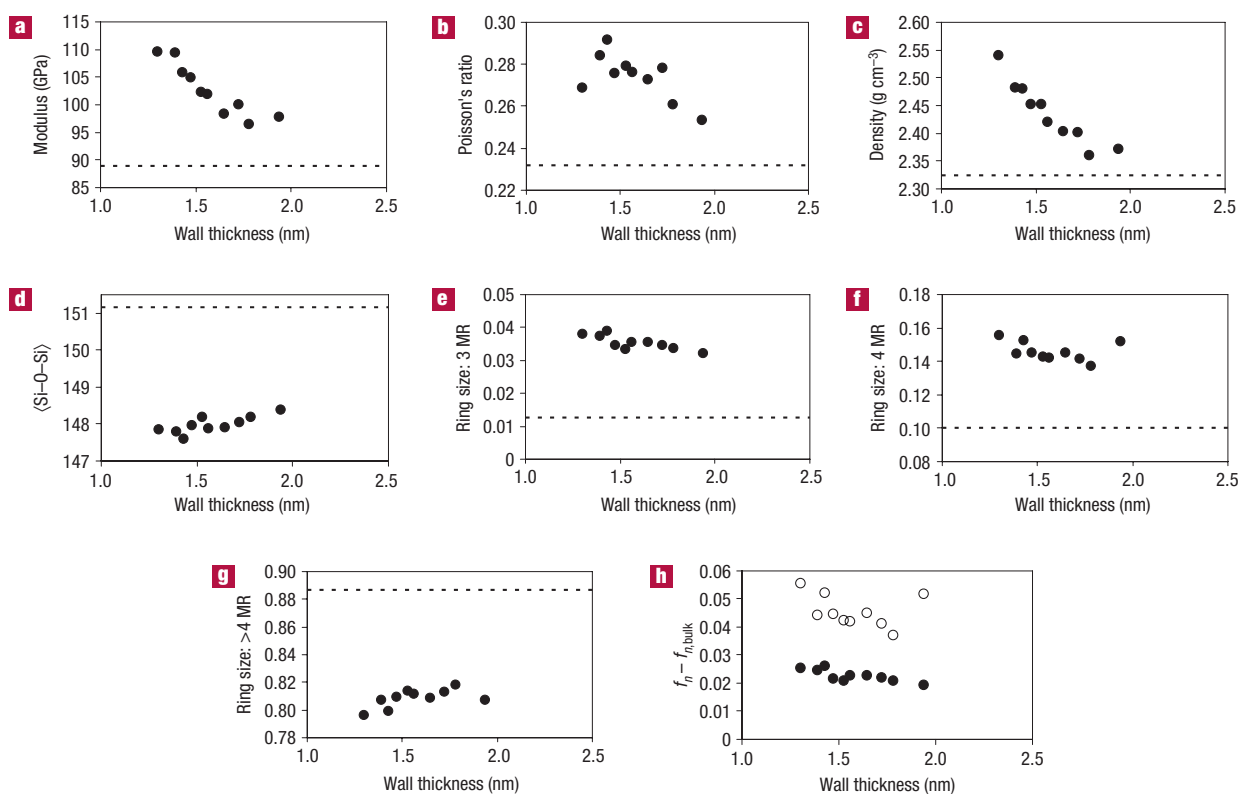 a
115
110
105
100
95
90
85
Modulus (GPa)
1.0 1.5 2.0 2.5
Wall thickness (nm)
b
0.30
0.28
0.26
0.24
0.22
Poisson's ratio
1.0 1.5 2.0 2.5
Wall thickness (nm)
c
2.60
2.55
2.50
2.45
2.40
2.35
2.30
Density (g cm⁻³)
1.0 1.5 2.0 2.5
Wall thickness (nm)
d
151
150
149
148
147
⟨Si–O–Si⟩
1.0 1.5 2.0 2.5
Wall thickness (nm)
e
0.05
0.04
0.03
0.02
0.01
0
Ring size: 3 MR
1.0 1.5 2.0 2.5
Wall thickness (nm)
f
0.18
0.16
0.14
0.12
0.10
0.08
Ring size: 4 MR
1.0 1.5 2.0 2.5
Wall thickness (nm)
g
0.90
0.88
0.86
0.84
0.82
0.80
0.78
Ring size: >4 MR
1.0 1.5 2.0 2.5
Wall thickness (nm)
h
0.06
0.05
0.04
0.03
0.02
0.01
0
fn – fn,bulk
1.0 1.5 2.0 2.5
Wall thickness (nm)